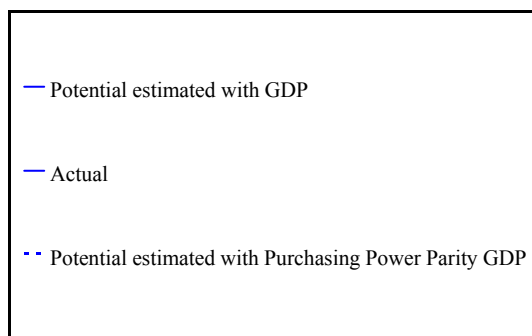 Potential estimated with GDP
Actual
Potential estimated with Purchasing Power Parity GDP